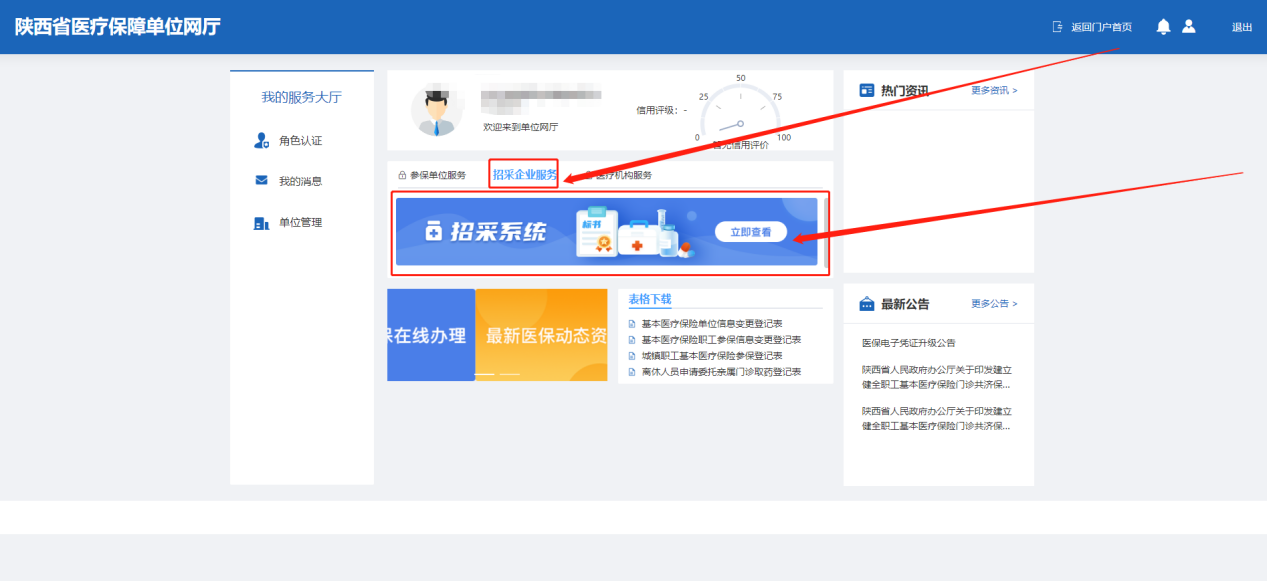 陕西省医疗保障单位网厅
返回门户首页
退出
我的服务大厅
角色认证
我的消息
单位管理
欢迎来到单位网厅
信用评级: -
0
25
50
75
100
暂无信用评价
参保单位服务
招采企业服务
医疗机构服务
招采系统
标书
立即查看
在线办理
最新医保动态资
表格下载
基本医疗保险单位信息变更登记表
基本医疗保险职工参保信息变更登记表
城镇职工基本医疗保险参保登记表
离休人员申请委托亲属门诊取药登记表
热门资讯
更多资讯 >
最新公告
更多公告 >
医保电子凭证升级公告
陕西省人民政府办公厅关于印发建立
健全职工基本医疗保险门诊共济保...
陕西省人民政府办公厅关于印发建立
健全职工基本医疗保险门诊共济保...